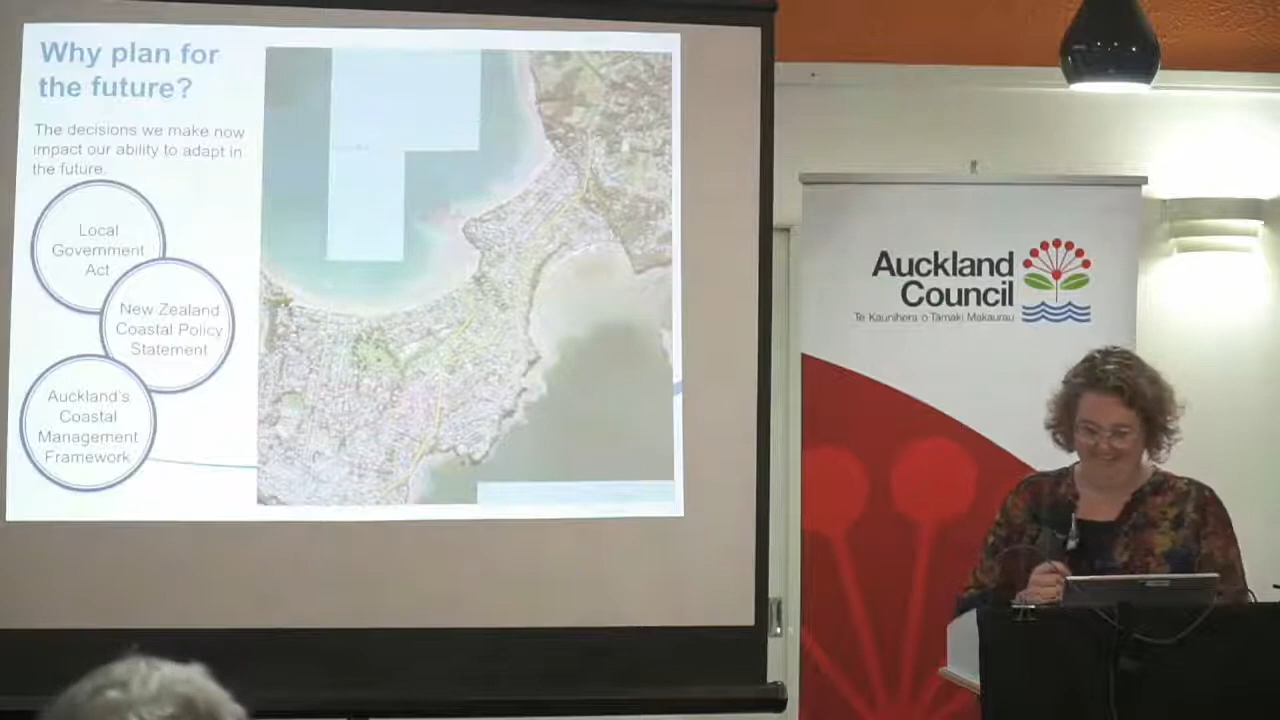 Why plan for
the future?
The decisions we make now
impact our ability to adapt in
the future.
Local
Government
Act
New Zealand
Coastal Policy
Statement
Auckland's
Coastal
Management
Framework
Auckland
Council
Te Kaunihera o Tāmaki Makaurau